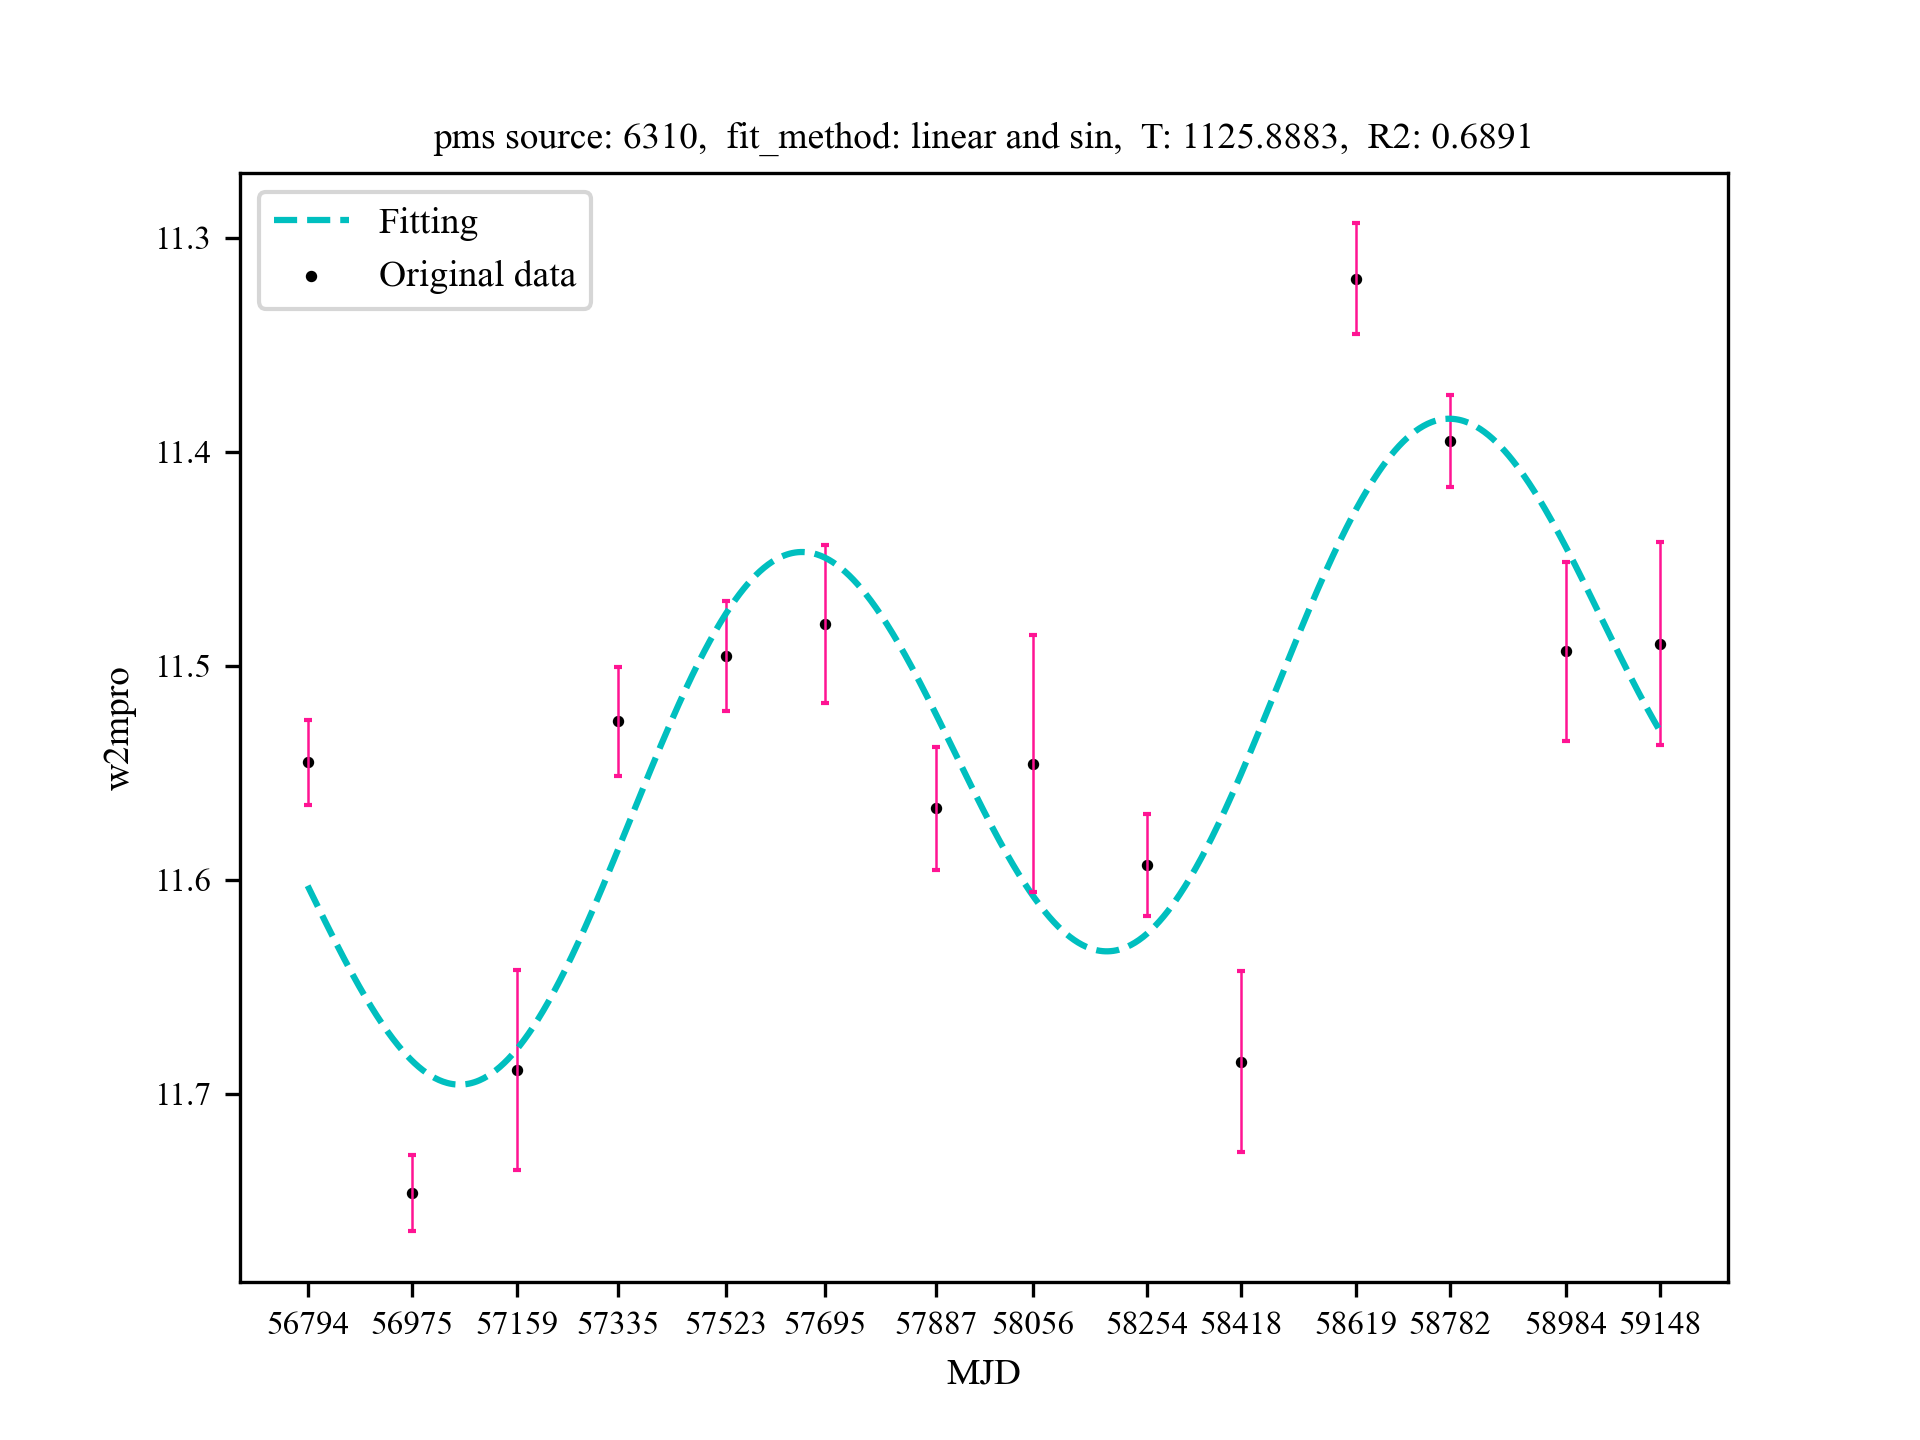 pms source: 6310,  fit_method: linear and sin,  T: 1125.8883,  R2: 0.6891
Fitting
Original data
11.3
11.4
11.5
11.6
11.7
w2mpro
56794 56975 57159 57335 57523 57695 57887 58056 58254 58418 58619 58782 58984 59148
MJD